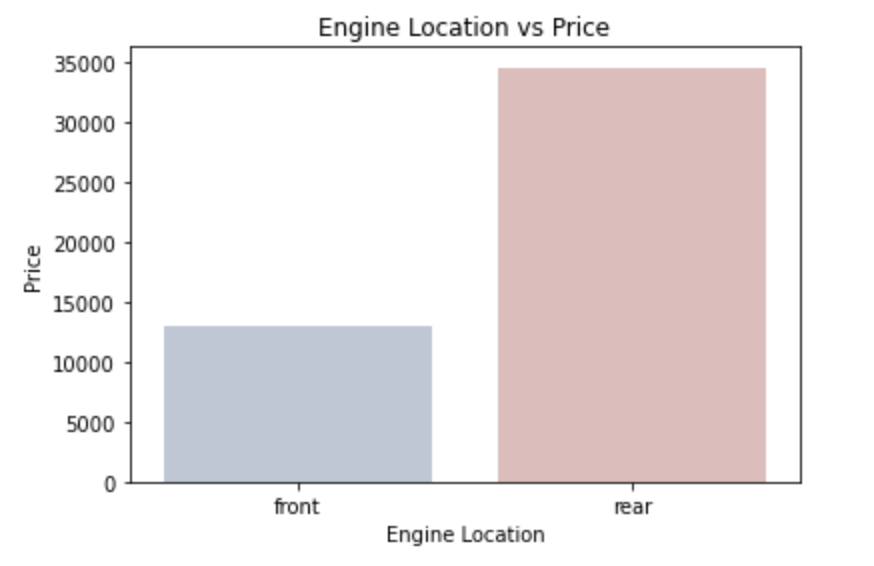 Engine Location vs Price
35000
30000
25000
20000
15000
10000
5000
0
Price
front rear
Engine Location